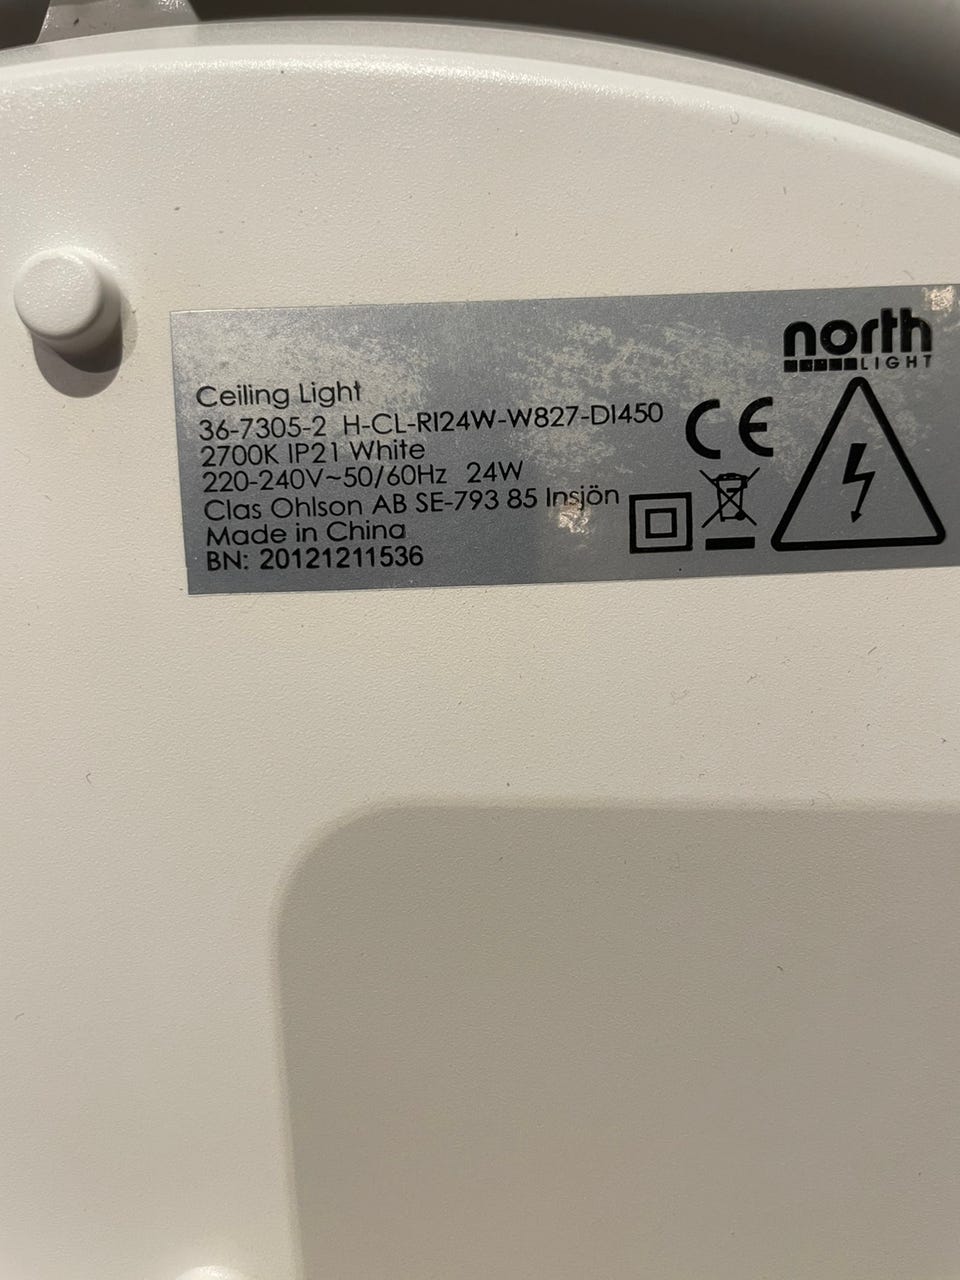 north
LIGHT
Ceiling Light
36-7305-2 H-CL-RI24W-W827-DI450
2700K IP21 White
220-240V~50/60Hz 24W
Clas Ohlson AB SE-793 85 Insjön
Made in China
BN: 20121211536
CE